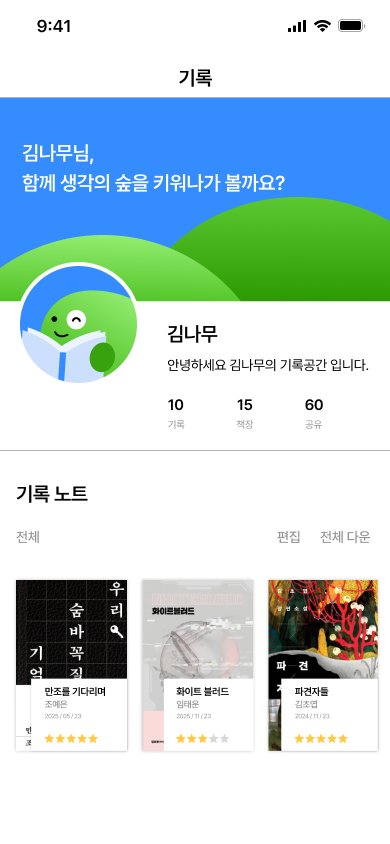 9:41
기록
김나무님,
함께 생각의 숲을 키워나가 볼까요?
김나무
안녕하세요 김나무의 기록공간 입니다.
10 15 60
기록 책장 공유
기록 노트
전체 편집 전체 다운
우리
숨바꼭질
기억
만조를 기다리며
조예은
2025 / 05 / 23
화이트블러드
화이트 블러드
임태운
2025 / 11 / 23
장편소설
파견
파견자들
김초엽
2024 / 11 / 23